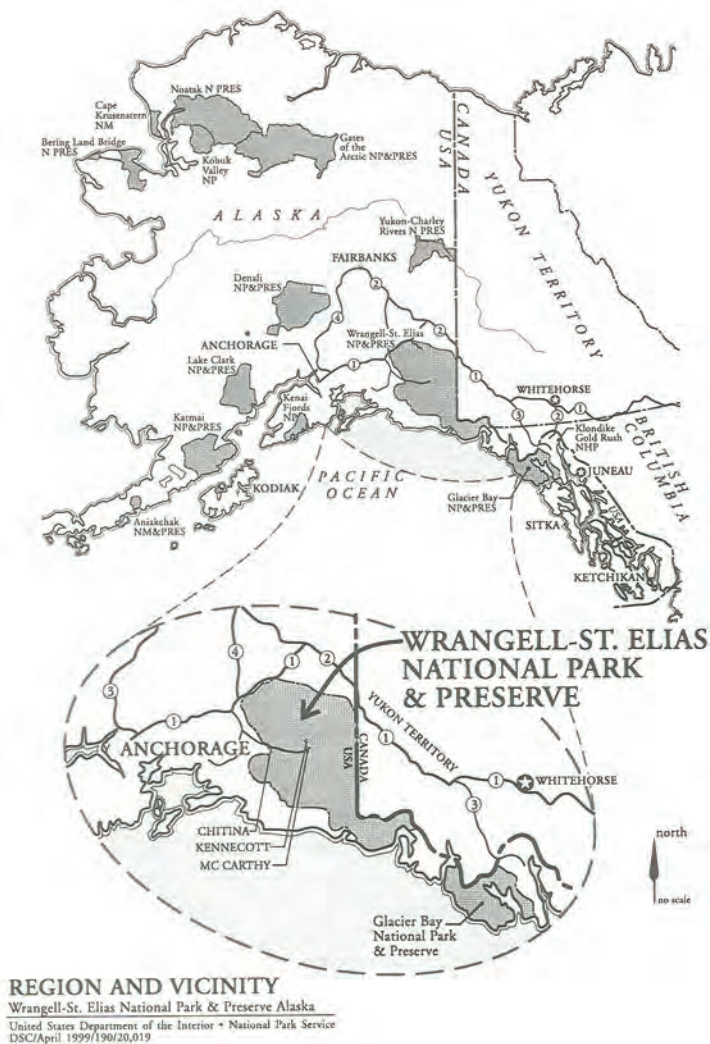 Noatak N PRES
Cape
Krusenstern
NM
Bering Land Bridge
N PRES
Kobuk
Valley
NP
Gates
of the
Arctic NP&PRES
CANADA
USA
YUKON TERRITORY
ALASKA
Yukon-Charley
Rivers N PRES
FAIRBANKS
Denali
NP&PRES
2
4
2
ANCHORAGE
Wrangell-St. Elias
NP&PRES
1
1
Lake Clark
NP&PRES
Kenai
Fjords
NP
WHITEHORSE
3
2
1
Katmai
NP&PRES
Klondike
Gold Rush
NHP
BRITISH
COLUMBIA
PACIFIC
OCEAN
KODIAK
JUNEAU
Glacier Bay
NP&PRES
USA
Aniakchak
NM&PRES
SITKA
KETCHIKAN
WRANGELL-ST. ELIAS
NATIONAL PARK
& PRESERVE
4
1
2
3
1
ANCHORAGE
CANADA
USA
YUKON TERRITORY
1
1
WHITEHORSE
3
CHITINA
KENNECOTT
MC CARTHY
north
no scale
Glacier Bay
National Park
& Preserve
REGION AND VICINITY
Wrangell-St. Elias National Park & Preserve Alaska
United States Department of the Interior • National Park Service
DSC/April 1999/190/20,019